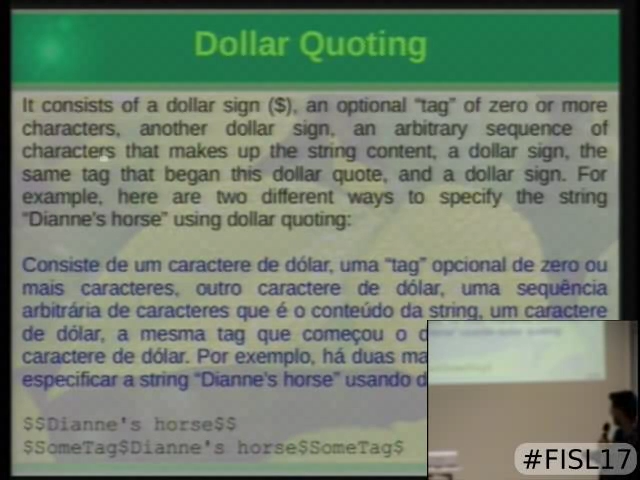 Dollar Quoting
It consists of a dollar sign ($), an optional “tag” of zero or more
characters, another dollar sign, an arbitrary sequence of
characters that makes up the string content, a dollar sign, the
same tag that began this dollar quote, and a dollar sign. For
example, here are two different ways to specify the string
“Dianne's horse” using dollar quoting:
Consiste de um caractere de dólar, uma “tag” opcional de zero ou
mais caracteres, outro caractere de dólar, uma sequência
arbitrária de caracteres que é o conteúdo da string, um caractere
de dólar, a mesma tag que começou o
caractere de dólar. Por exemplo, há duas
especificar a string “Dianne's horse” usando
$$Dianne's horse$$
$SomeTag$Dianne's horse$SomeTag$
#FISL17